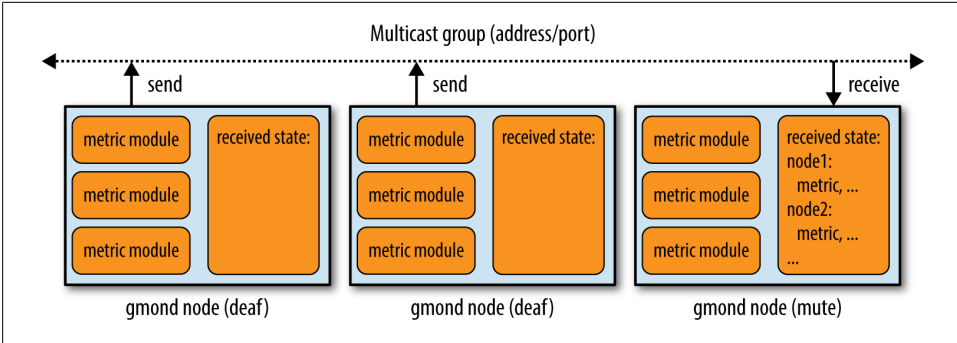 Multicast group (address/port)
send
send
receive
metric module
metric module
metric module
received state:
metric module
metric module
metric module
received state:
metric module
metric module
metric module
received state:
node1:
metric, ...
node2:
metric, ...
...
gmond node (deaf)
gmond node (deaf)
gmond node (mute)